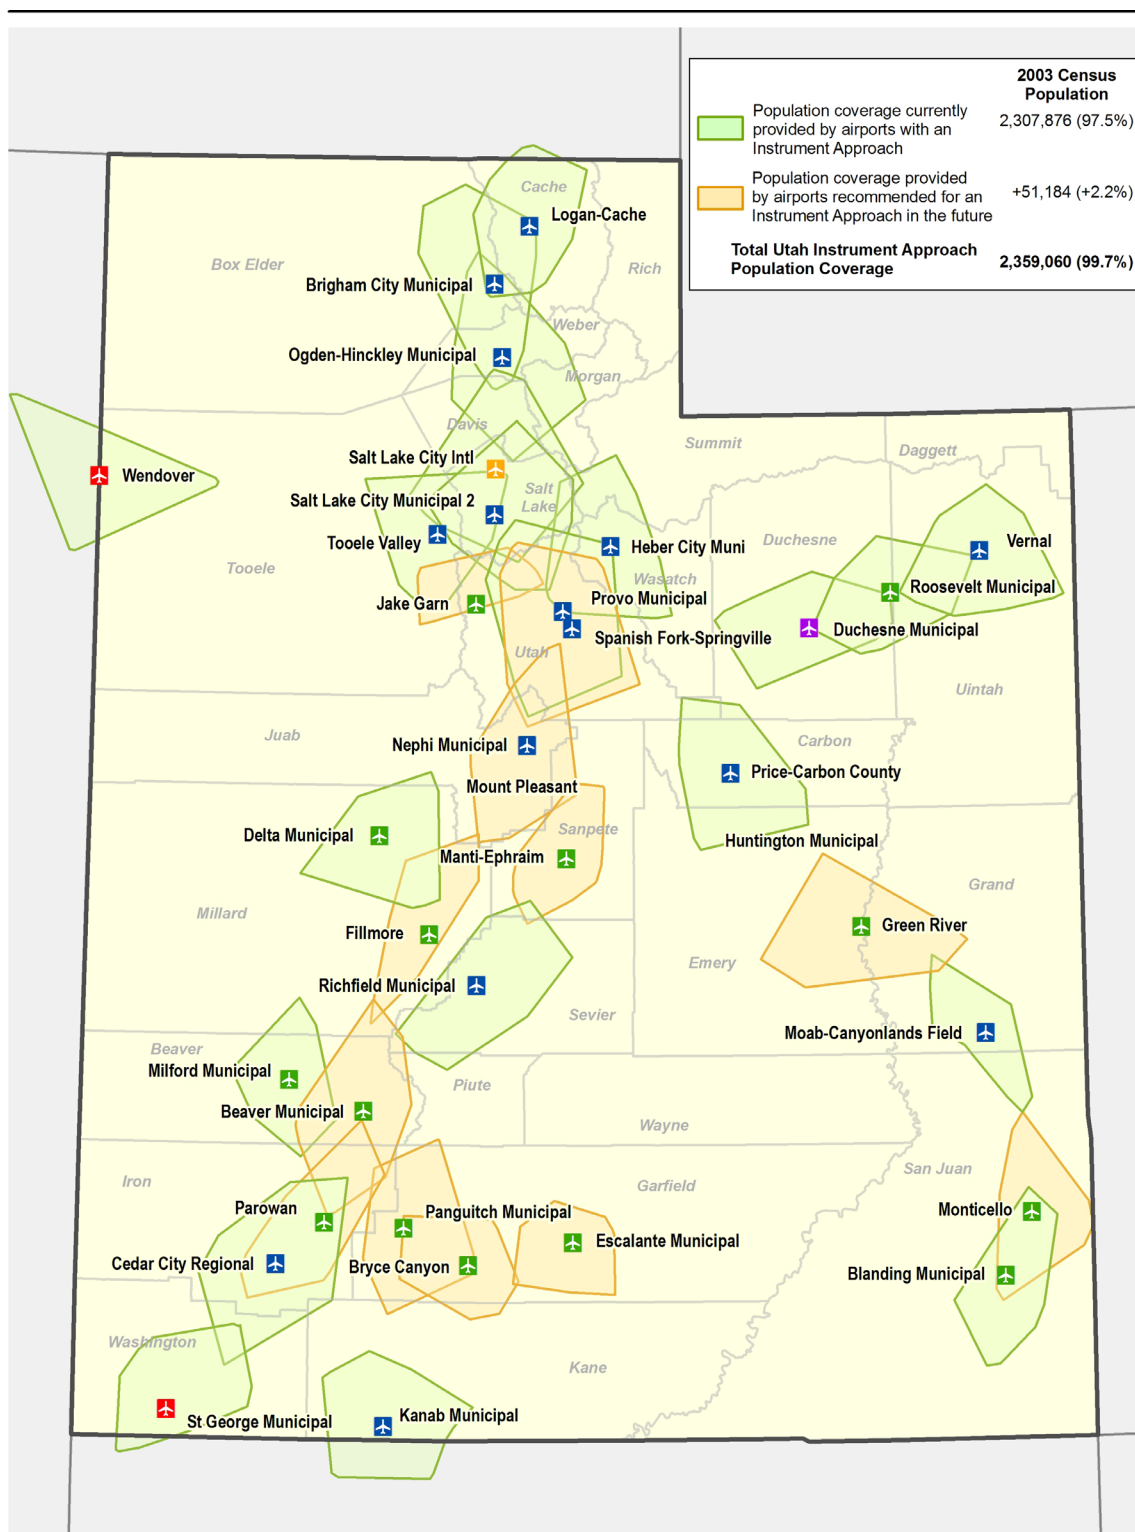 2003 Census
Population
Population coverage currently
provided by airports with an
Instrument Approach
2,307,876 (97.5%)
Population coverage provided
by airports recommended for an
Instrument Approach in the future
+51,184 (+2.2%)
Total Utah Instrument Approach
Population Coverage
2,359,060 (99.7%)
Cache
Logan-Cache
Box Elder
Rich
Brigham City Municipal
Weber
Ogden-Hinckley Municipal
Morgan
Davis
Summit
Daggett
Salt Lake City Intl
Wendover
Salt
Lake
Salt Lake City Municipal 2
Tooele Valley
Heber City Muni
Duchesne
Vernal
Tooele
Wasatch
Roosevelt Municipal
Jake Garn
Provo Municipal
Duchesne Municipal
Spanish Fork-Springville
Utah
Uintah
Juab
Nephi Municipal
Carbon
Price-Carbon County
Mount Pleasant
Delta Municipal
Sanpete
Huntington Municipal
Manti-Ephraim
Grand
Millard
Fillmore
Green River
Emery
Richfield Municipal
Sevier
Moab-Canyonlands Field
Beaver
Milford Municipal
Piute
Beaver Municipal
Wayne
San Juan
Iron
Garfield
Parowan
Panguitch Municipal
Monticello
Escalante Municipal
Cedar City Regional
Bryce Canyon
Blanding Municipal
Washington
Kane
St George Municipal
Kanab Municipal